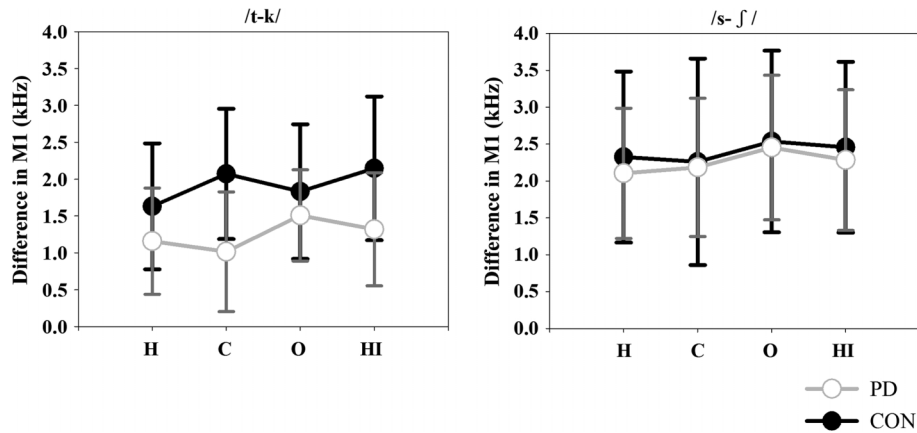 /t-k/
Difference in M1 (kHz)
4.0
3.5
3.0
2.5
2.0
1.5
1.0
0.5
0.0
H C O HI
/s- ∫ /
Difference in M1 (kHz)
4.0
3.5
3.0
2.5
2.0
1.5
1.0
0.5
0.0
H C O HI
PD
CON